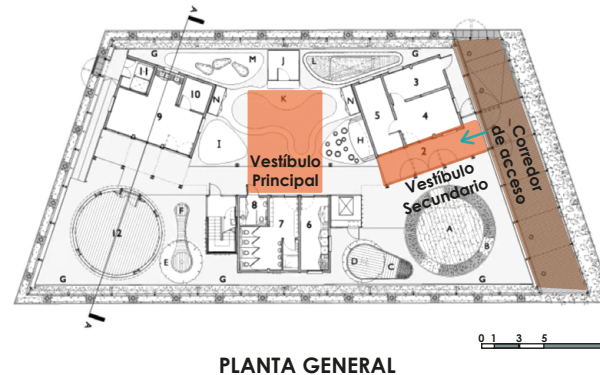 A
G
M
J
L
G
11
10
N
K
N
3
9
5
4
I
H
2
Corredor
de acceso
Vestíbulo
Principal
Vestíbulo
Secundario
8
F
7
6
A
12
B
E
D
C
G
G
G
A
0 1 3 5
PLANTA GENERAL